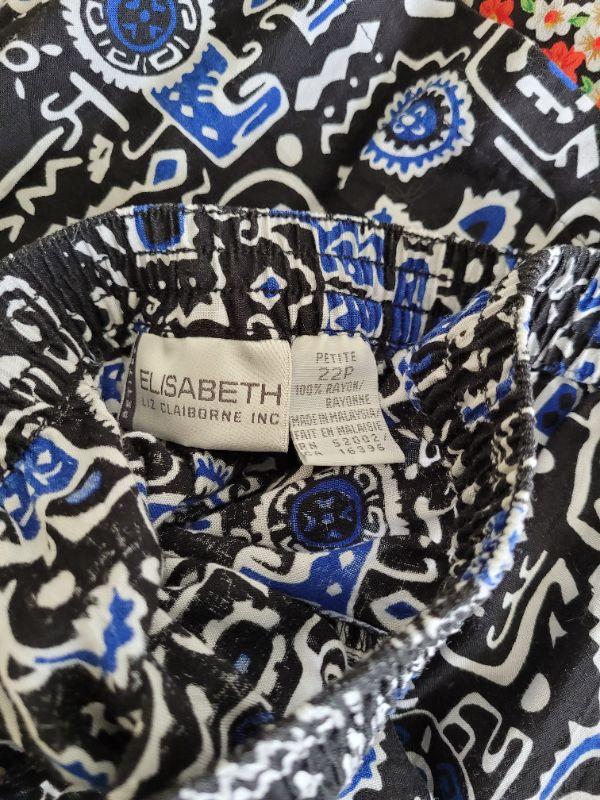 ELISABETH
LIZ CLAIBORNE INC
PETITE
22P
100% RAYON/
RAYONNE
MADE IN MALAYSIA/
FAIT EN MALAISIE
RN 52002/
CA 16396